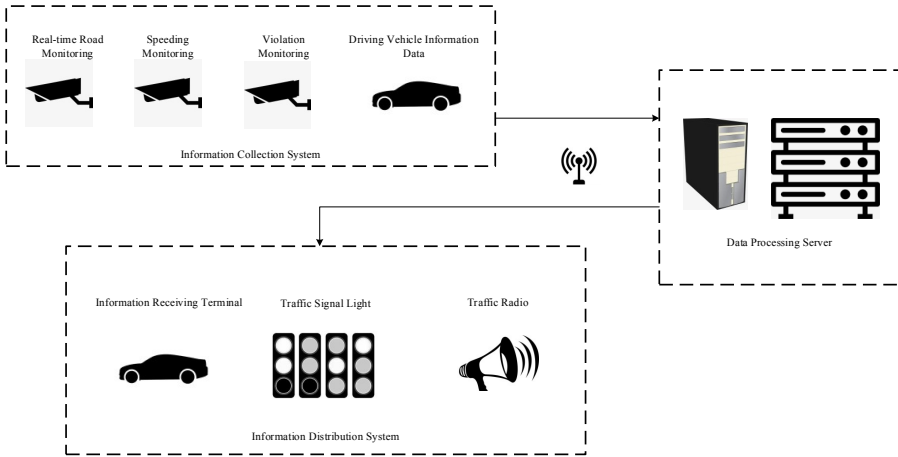 Real-time Road
Monitoring
Speeding
Monitoring
Violation
Monitoring
Driving Vehicle Information
Data
Information Collection System
Data Processing Server
Information Receiving Terminal
Traffic Signal Light
Traffic Radio
Information Distribution System